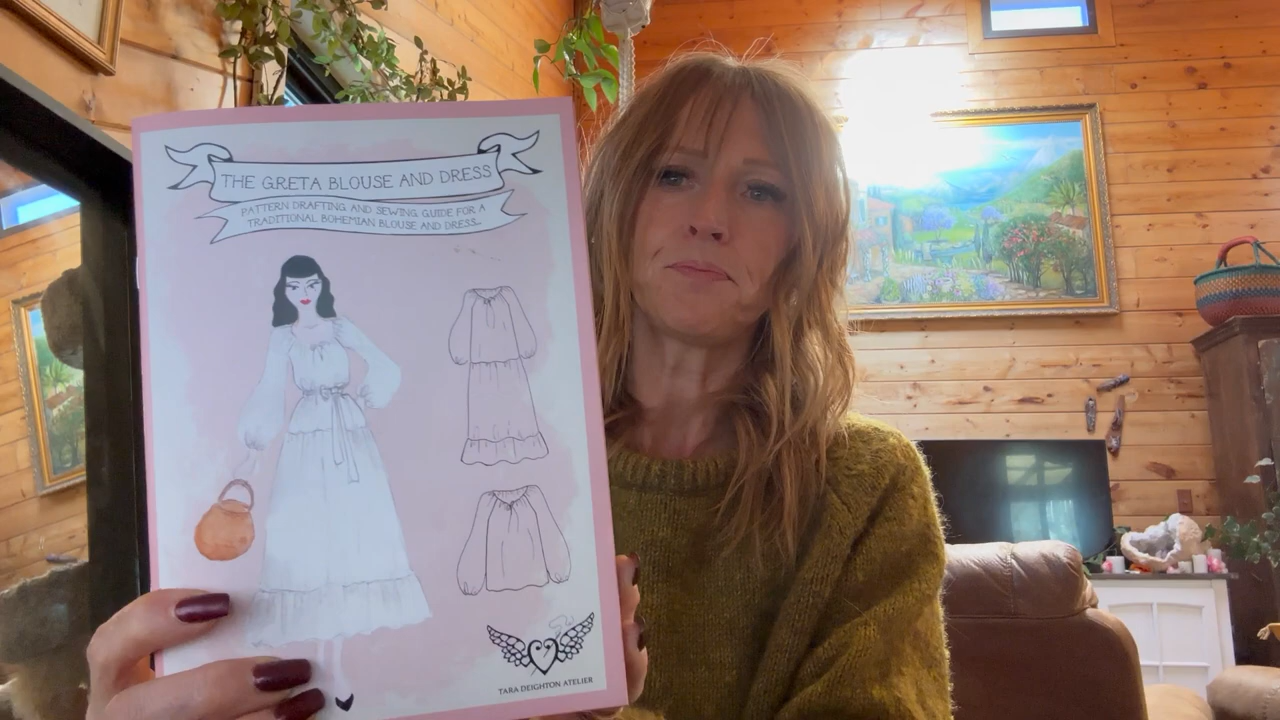 THE GRETA BLOUSE AND DRESS
PATTERN DRAFTING AND SEWING GUIDE FOR A
TRADITIONAL BOHEMIAN BLOUSE AND DRESS...
TARA DEIGHTON ATELIER